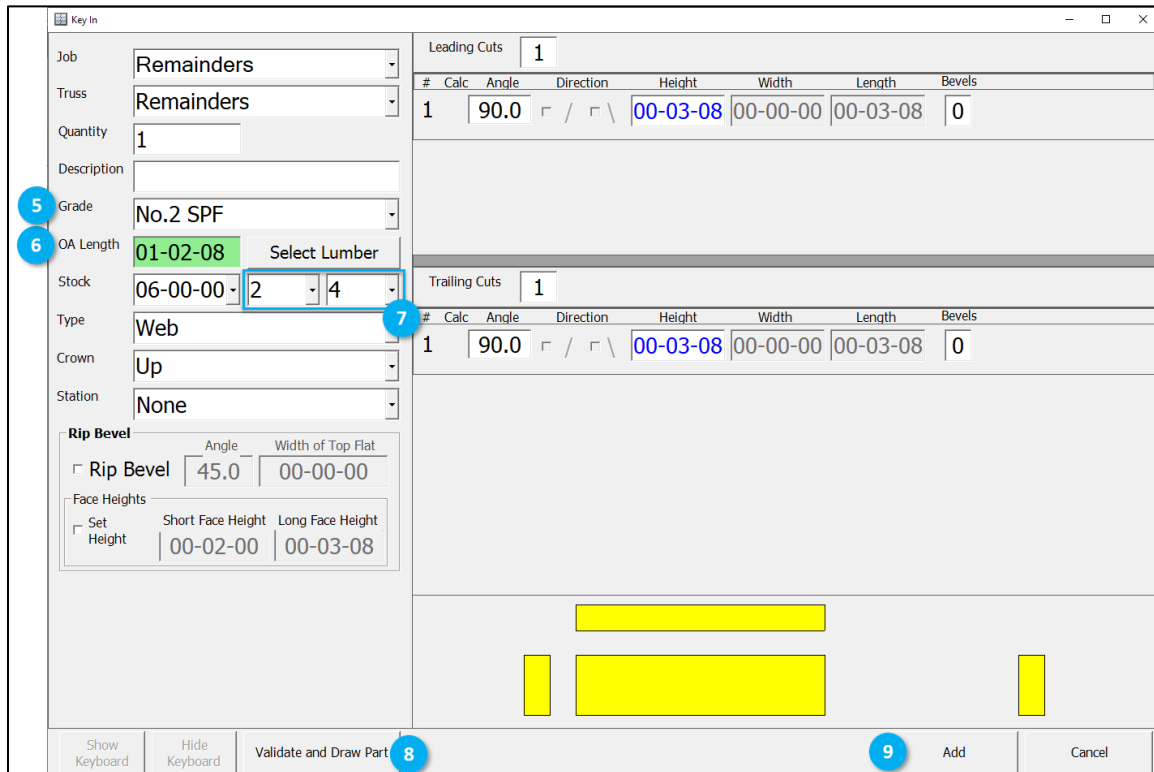 Key In
Job
Remainders
Truss
Remainders
Quantity
1
Description
5
Grade
No.2 SPF
6
OA Length
01-02-08
Select Lumber
Stock
06-00-00
2
4
7
Type
Web
Crown
Up
Station
None
Rip Bevel
Angle
Width of Top Flat
Rip Bevel
45.0
00-00-00
Face Heights
Set
Height
Short Face Height
Long Face Height
00-02-00
00-03-08
Leading Cuts
1
# Calc Angle Direction Height Width Length Bevels
1 90.0 / \ 00-03-08 00-00-00 00-03-08 0
Trailing Cuts
1
# Calc Angle Direction Height Width Length Bevels
1 90.0 / \ 00-03-08 00-00-00 00-03-08 0
Show
Keyboard
Hide
Keyboard
Validate and Draw Part
8
9
Add
Cancel